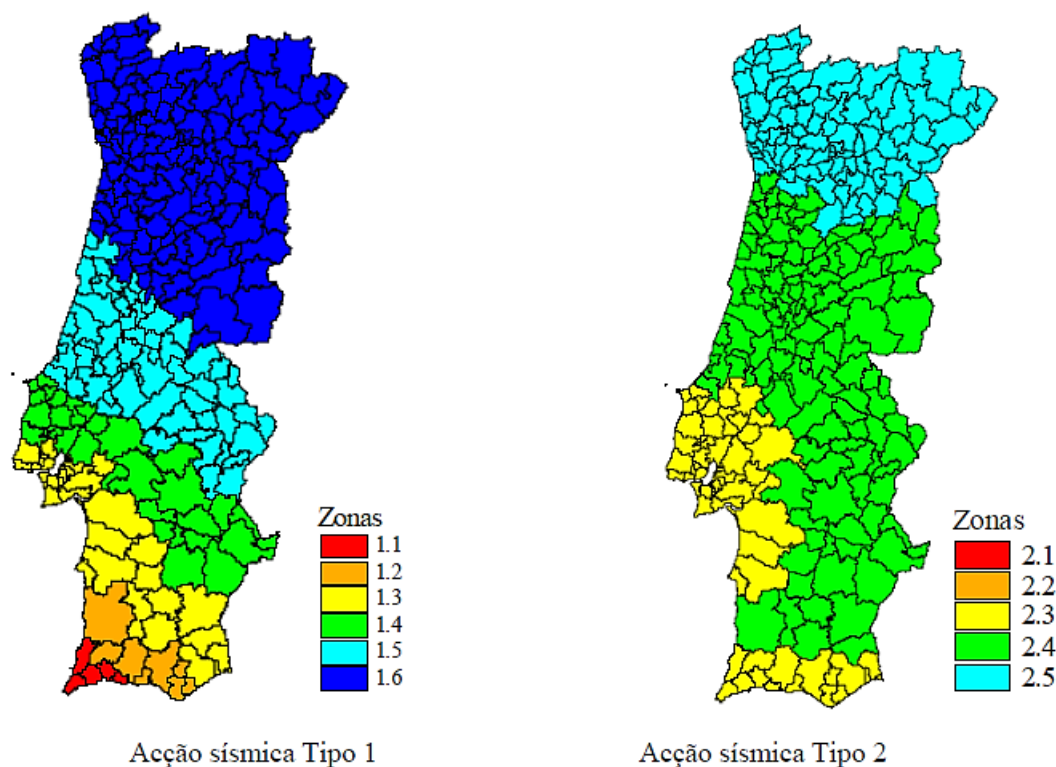 Zonas
1.1
1.2
1.3
1.4
1.5
1.6
Acção sísmica Tipo 1
Zonas
2.1
2.2
2.3
2.4
2.5
Acção sísmica Tipo 2